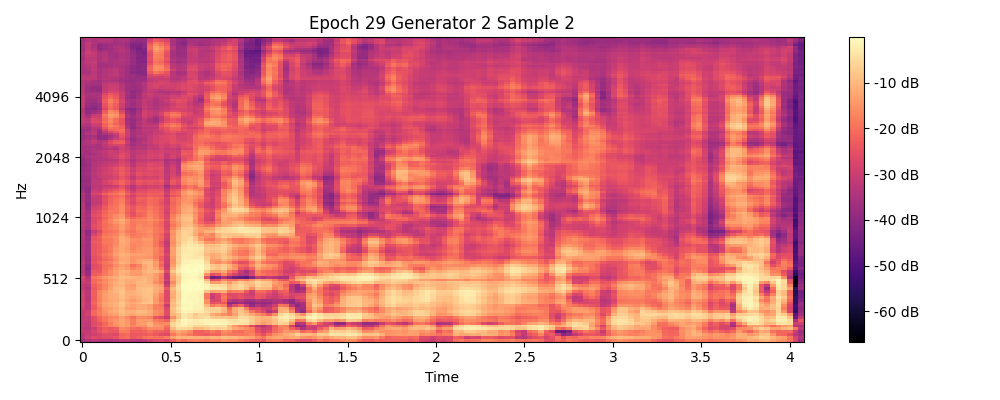 Epoch 29 Generator 2 Sample 2
Hz
4096
2048
1024
512
0
0
0.5
1
1.5
2
2.5
3
3.5
4
Time
-10 dB
-20 dB
-30 dB
-40 dB
-50 dB
-60 dB